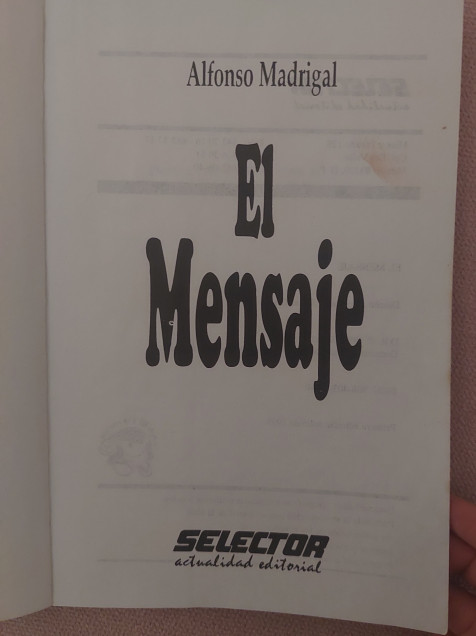 Alfonso Madrigal
El
Mensaje
SELECTOR
actualidad editorial